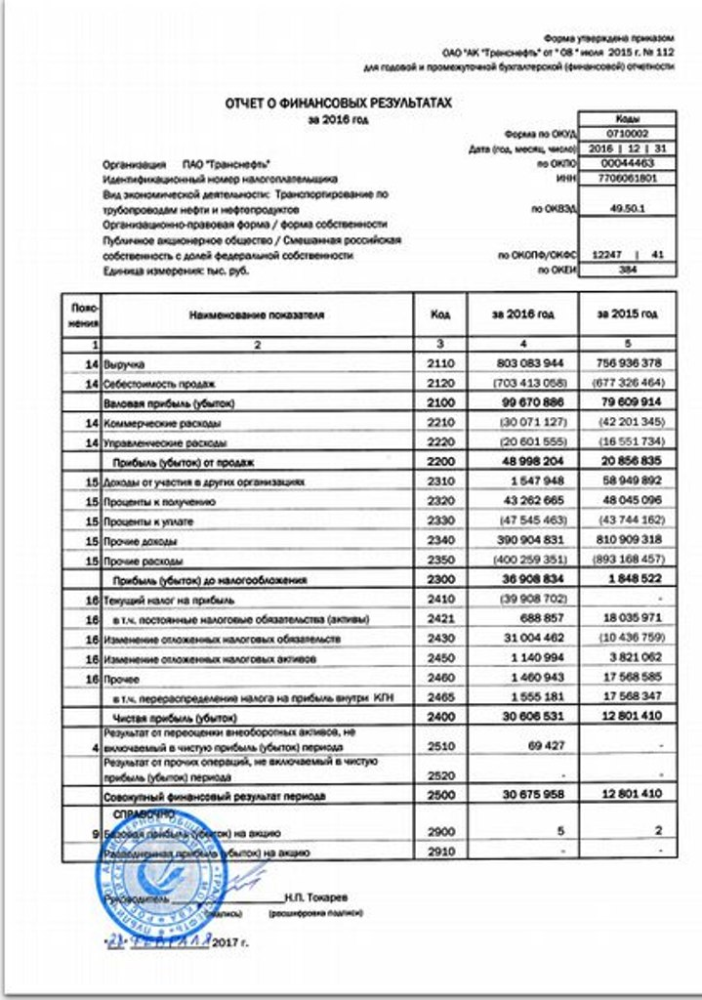 Форма утверждена приказом
ОАО "АК "Транснефть" от " 08 " июля 2015 г. № 112
для годовой и промежуточной бухгалтерской (финансовой) отчетности
ОТЧЕТ О ФИНАНСОВЫХ РЕЗУЛЬТАТАХ
за 2016 год
Коды
Форма по ОКУД 0710002
Дата (год, месяц, число) 2016 | 12 | 31
Организация ПАО "Транснефть" по ОКПО 00044463
Идентификационный номер налогоплательщика ИНН 7706061801
Вид экономической деятельности: Транспортирование по
трубопроводам нефти и нефтепродуктов по ОКВЭД 49.50.1
Организационно-правовая форма / форма собственности
Публичное акционерное общество / Смешанная российская
собственность с долей федеральной собственности по ОКОПФ/ОКФС 12247 | 41
Единица измерения: тыс. руб. по ОКЕИ 384
Пояс-
нения Наименование показателя Код за 2016 год за 2015 год
1 2 3 4 5
14 Выручка 2110 803 083 944 756 936 378
14 Себестоимость продаж 2120 (703 413 058) (677 326 464)
Валовая прибыль (убыток) 2100 99 670 886 79 609 914
14 Коммерческие расходы 2210 (30 071 127) (42 201 345)
14 Управленческие расходы 2220 (20 601 555) (16 551 734)
Прибыль (убыток) от продаж 2200 48 998 204 20 856 835
15 Доходы от участия в других организациях 2310 1 547 948 58 949 892
15 Проценты к получению 2320 43 262 665 48 045 096
15 Проценты к уплате 2330 (47 545 463) (43 744 162)
15 Прочие доходы 2340 390 904 831 810 909 318
15 Прочие расходы 2350 (400 259 351) (893 168 457)
Прибыль (убыток) до налогообложения 2300 36 908 834 1 848 522
16 Текущий налог на прибыль 2410 (39 908 702) -
16 в т.ч. постоянные налоговые обязательства (активы) 2421 688 857 18 035 971
16 Изменение отложенных налоговых обязательств 2430 31 004 462 (10 436 759)
16 Изменение отложенных налоговых активов 2450 1 140 994 3 821 062
16 Прочее 2460 1 460 943 17 568 585
в т.ч. перераспределение налога на прибыль внутри КГН 2465 1 555 181 17 568 347
Чистая прибыль (убыток) 2400 30 606 531 12 801 410
Результат от переоценки внеоборотных активов, не
4 включаемый в чистую прибыль (убыток) периода 2510 69 427 -
Результат от прочих операций, не включаемый в чистую
прибыль (убыток) периода 2520 - -
Совокупный финансовый результат периода 2500 30 675 958 12 801 410
СПРАВОЧНО
9 Базовая прибыль (убыток) на акцию 2900 5 2
Разводненная прибыль (убыток) на акцию 2910 - -
Руководитель Н.П. Токарев
(подпись) (расшифровка подписи)
ФЕВРАЛЯ 2017 г.